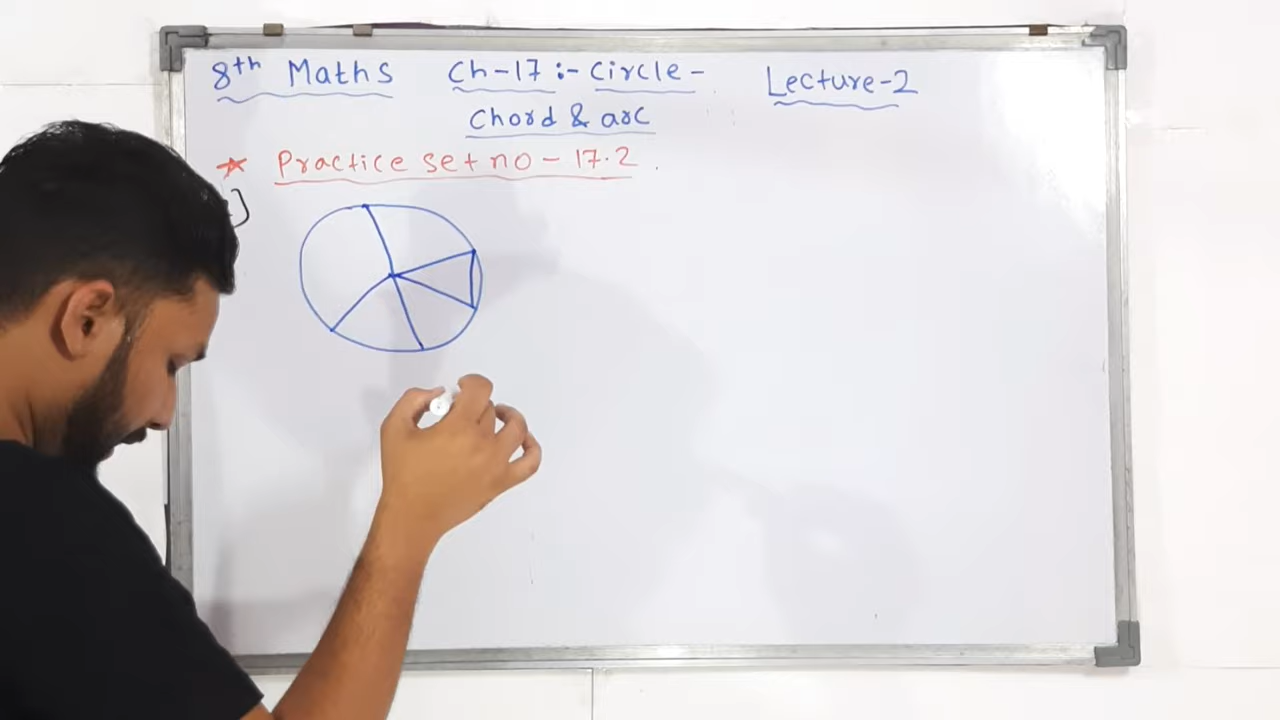 8th Maths Ch-17 :- Circle - Lecture-2
Chord & arc
★ Practice set no - 17.2